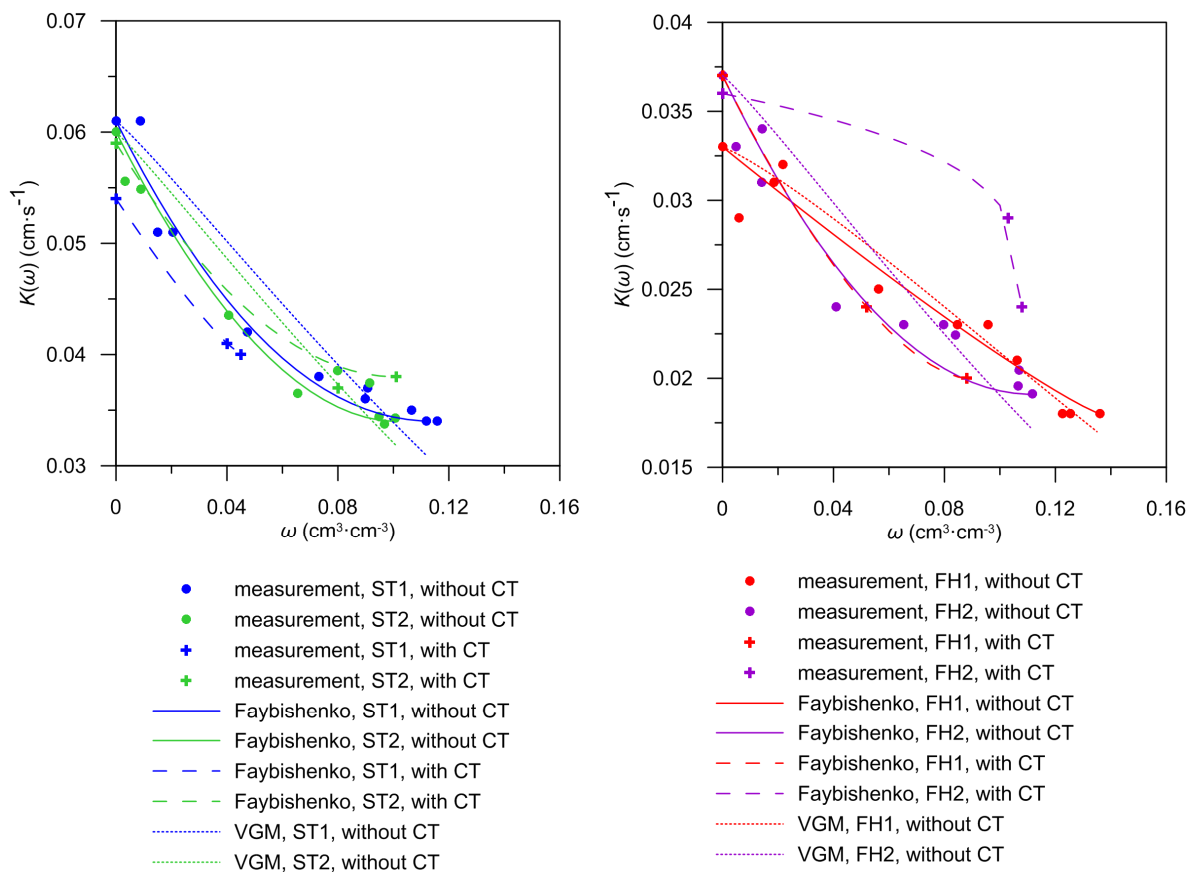 0.07
0.06
0.05
0.04
0.03
K(ω) (cm·s⁻¹)
0
0.04
0.08
0.12
0.16
ω (cm³·cm⁻³)
measurement, ST1, without CT
measurement, ST2, without CT
measurement, ST1, with CT
measurement, ST2, with CT
Faybishenko, ST1, without CT
Faybishenko, ST2, without CT
Faybishenko, ST1, with CT
Faybishenko, ST2, with CT
VGM, ST1, without CT
VGM, ST2, without CT
0.04
0.035
0.03
0.025
0.02
0.015
K(ω) (cm·s⁻¹)
0
0.04
0.08
0.12
0.16
ω (cm³·cm⁻³)
measurement, FH1, without CT
measurement, FH2, without CT
measurement, FH1, with CT
measurement, FH2, with CT
Faybishenko, FH1, without CT
Faybishenko, FH2, without CT
Faybishenko, FH1, with CT
Faybishenko, FH2, with CT
VGM, FH1, without CT
VGM, FH2, without CT